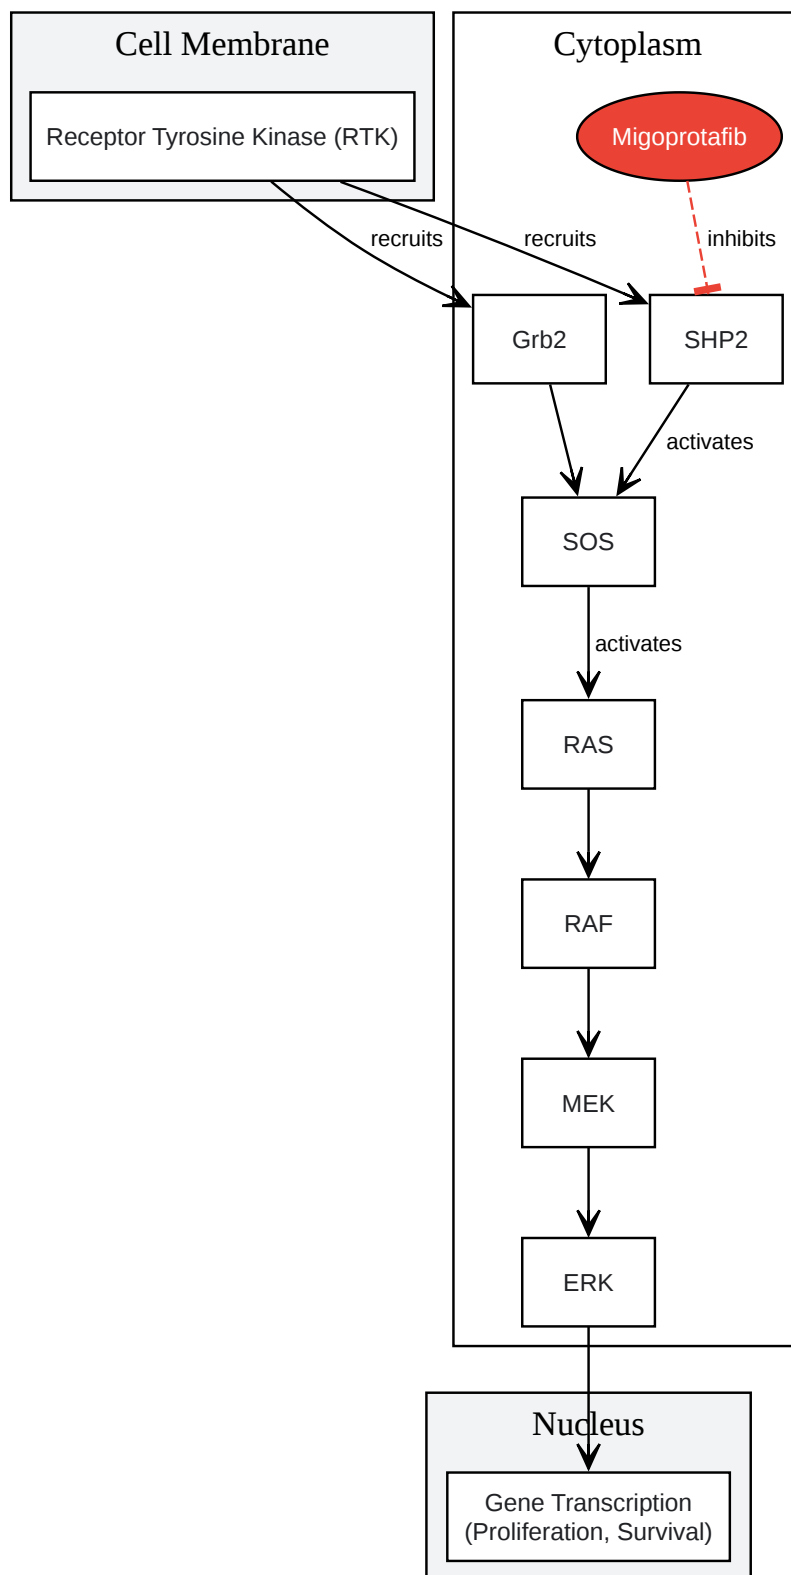 Cell Membrane
Cytoplasm
Receptor Tyrosine Kinase (RTK)
Migoprotafib
recruits
recruits
inhibits
Grb2
SHP2
activates
SOS
activates
RAS
RAF
MEK
ERK
Nucleus
Gene Transcription
(Proliferation, Survival)